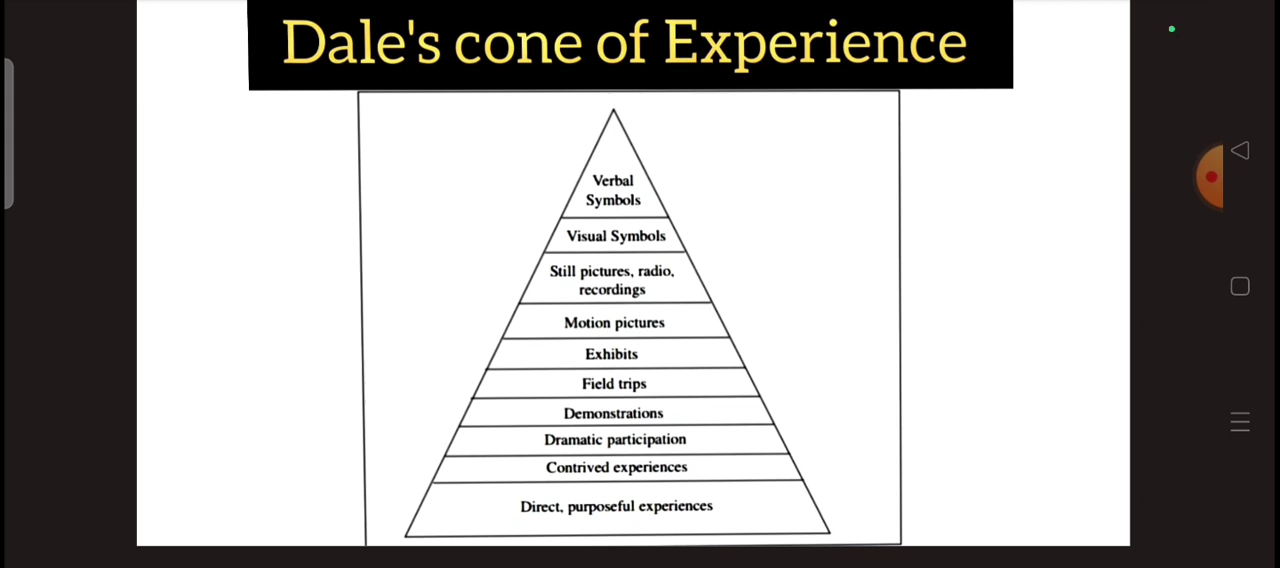 Dale's cone of Experience
Verbal
Symbols
Visual Symbols
Still pictures, radio,
recordings
Motion pictures
Exhibits
Field trips
Demonstrations
Dramatic participation
Contrived experiences
Direct, purposeful experiences